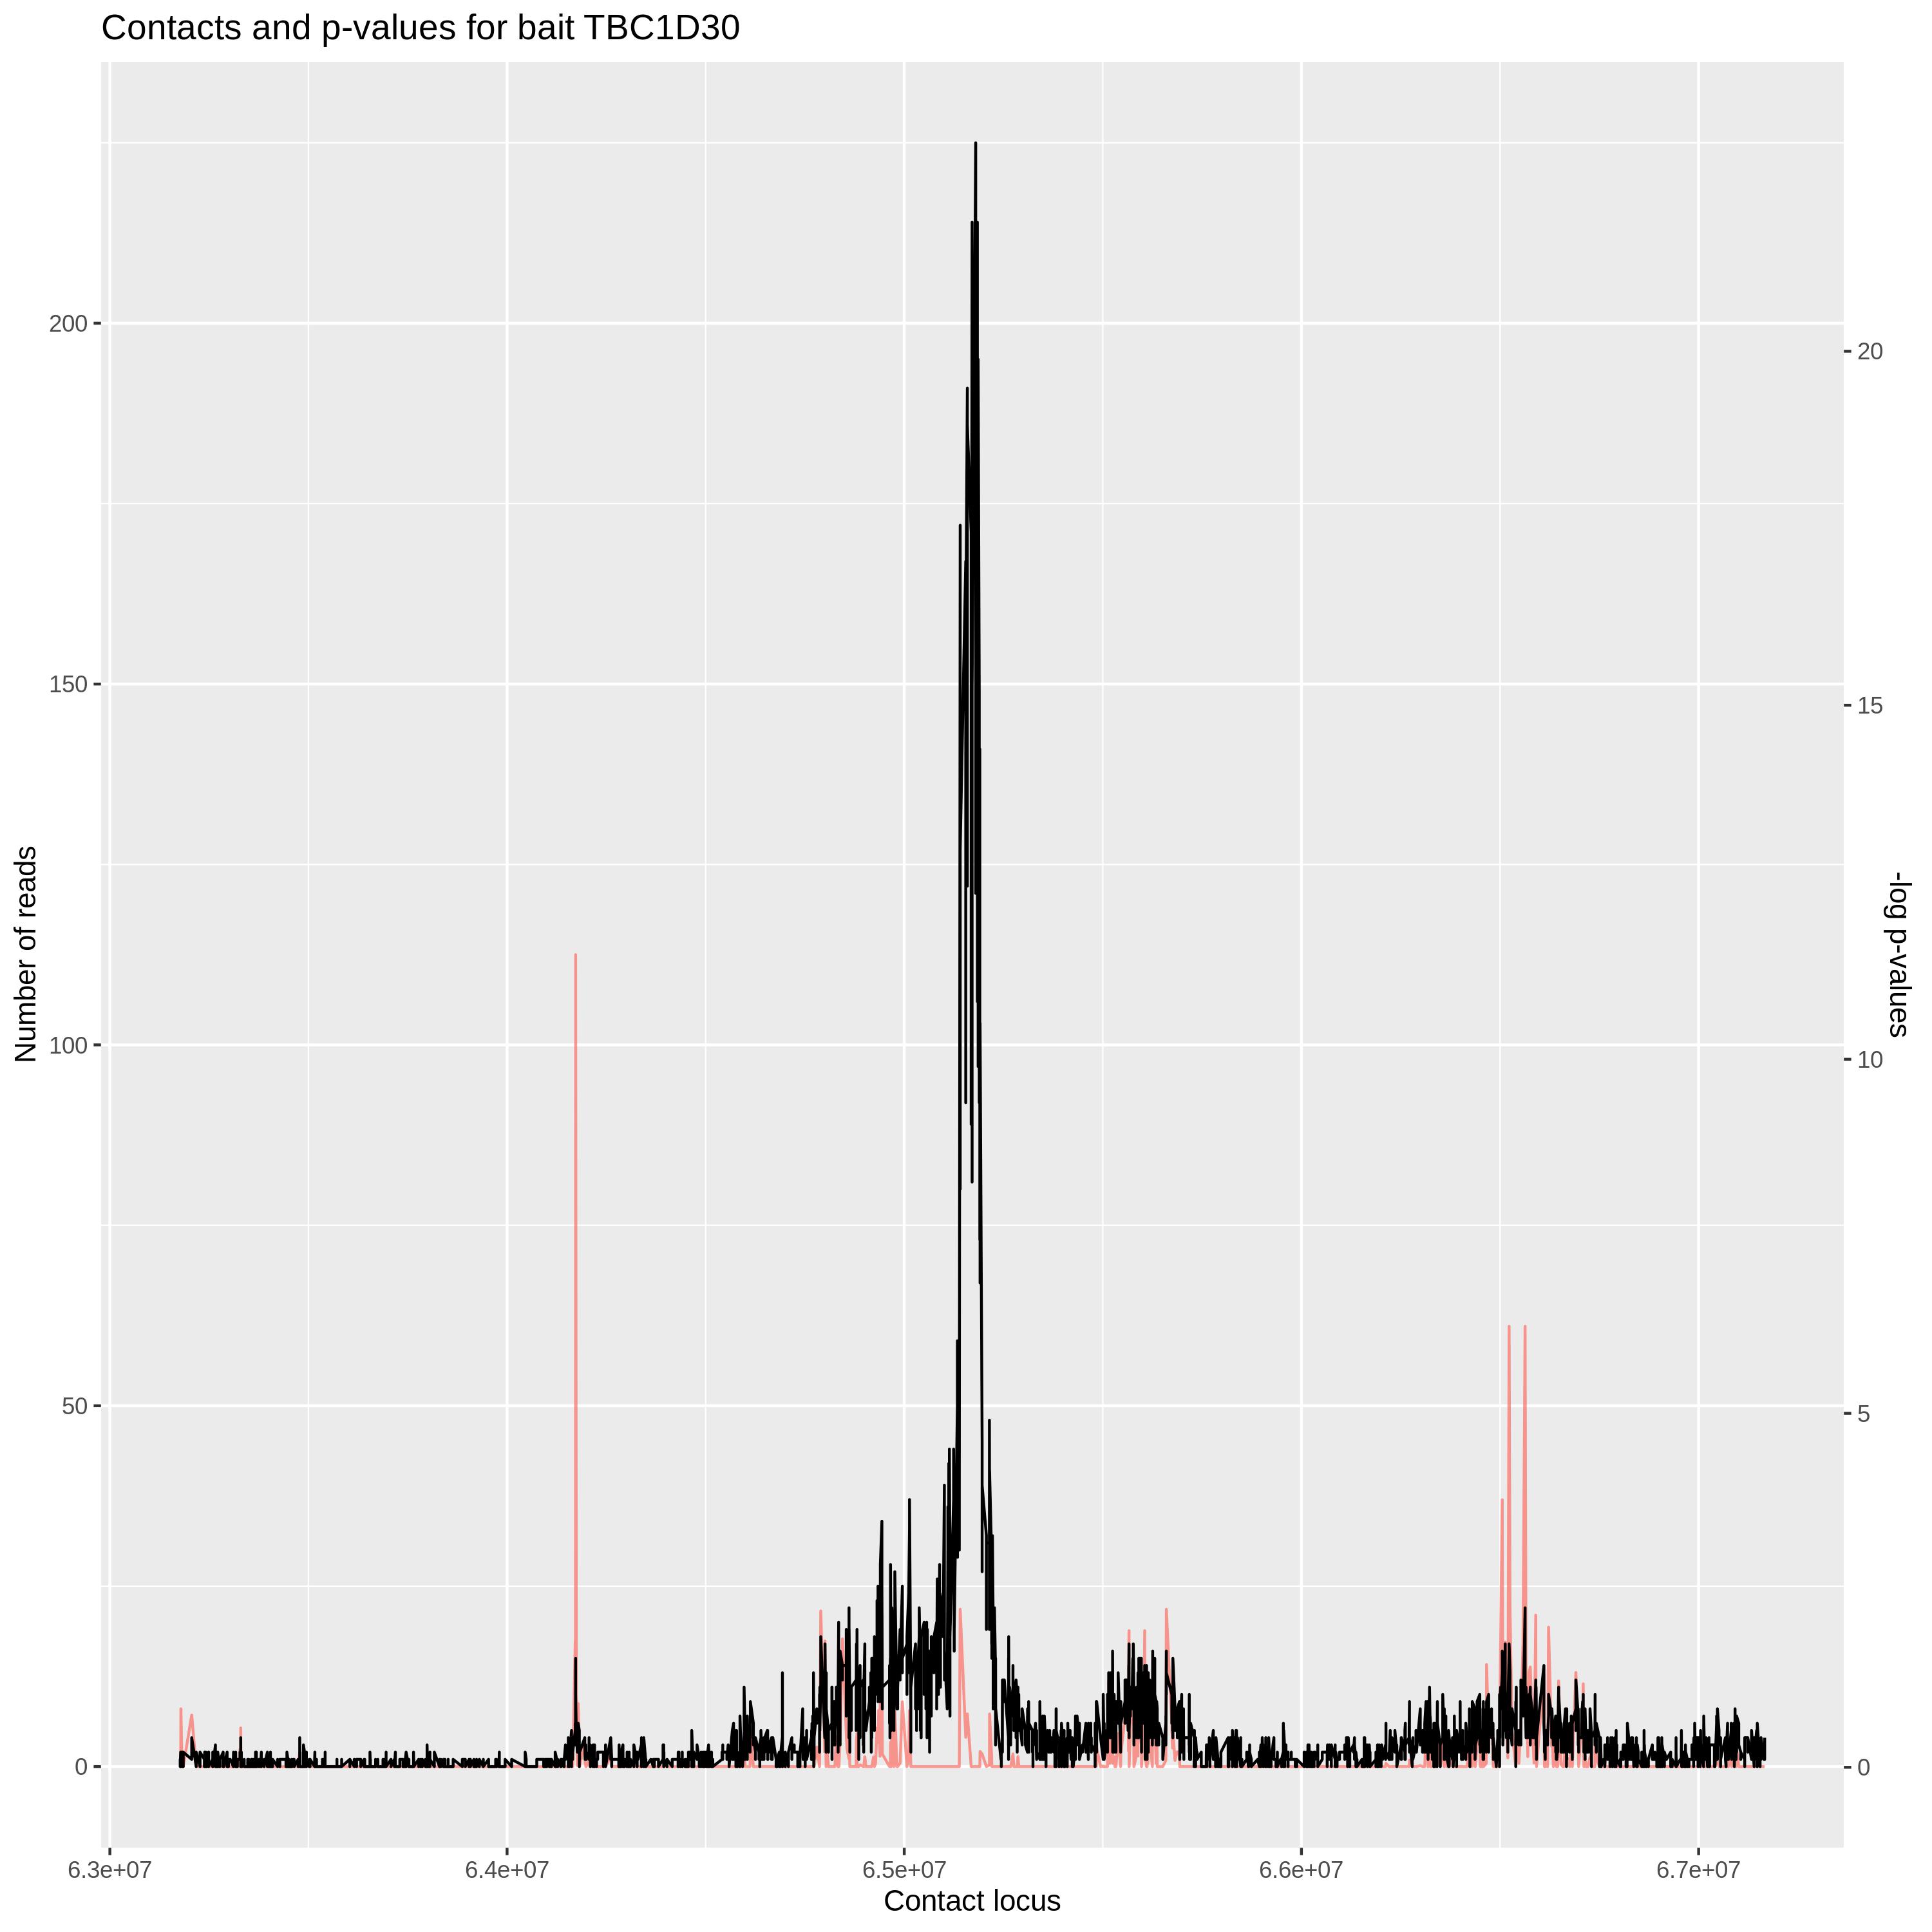 Contacts and p-values for bait TBC1D30
200
150
100
50
0
Number of reads
20
15
10
5
0
-log p-values
6.3e+07
6.4e+07
6.5e+07
6.6e+07
6.7e+07
Contact locus